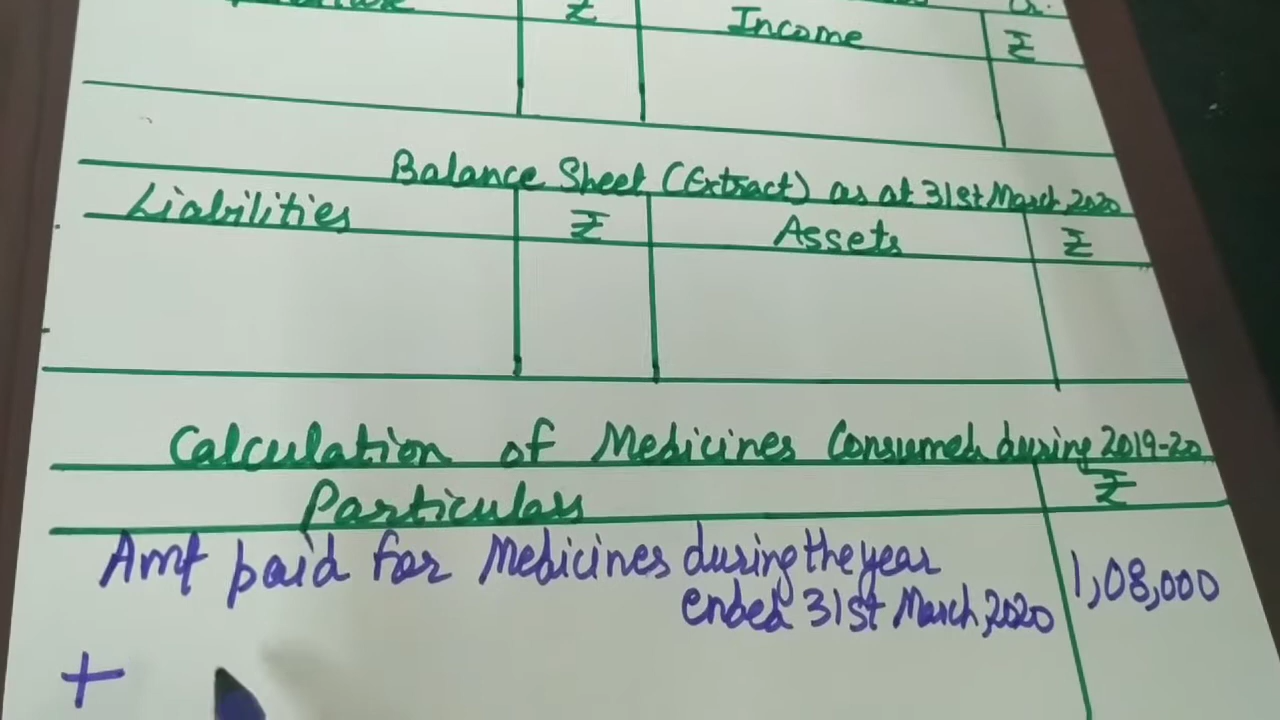 ₹ Income ₹
Balance Sheet (Extract) as at 31st March, 2020
Liabilities ₹ Assets ₹
Calculation of Medicines Consumed during 2019-20
Particulars ₹
Amt paid for Medicines during the year
ended 31st March, 2020 1,08,000
+